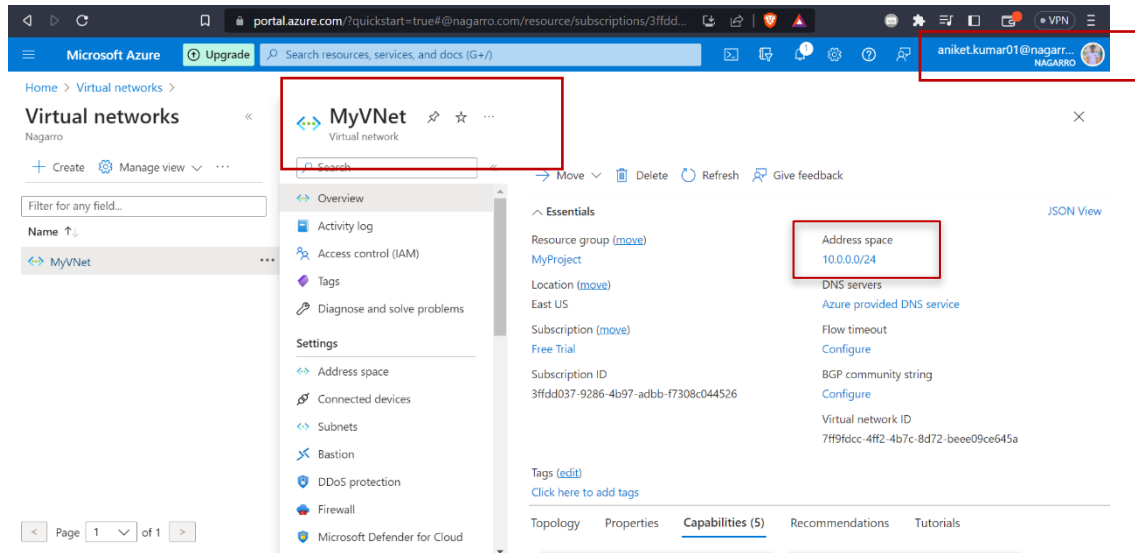 portal.azure.com/?quickstart=true#@nagarro.com/resource/subscriptions/3ffdd...
VPN
Microsoft Azure
Upgrade
Search resources, services, and docs (G+/)
aniket.kumar01@nagarr...
NAGARRO
Home > Virtual networks >
Virtual networks
Nagarro
Create
Manage view
Filter for any field...
Name
MyVNet
Page 1 of 1
MyVNet
Virtual network
Search
Overview
Activity log
Access control (IAM)
Tags
Diagnose and solve problems
Settings
Address space
Connected devices
Subnets
Bastion
DDoS protection
Firewall
Microsoft Defender for Cloud
Move
Delete
Refresh
Give feedback
Essentials
JSON View
Resource group (move)
MyProject
Location (move)
East US
Subscription (move)
Free Trial
Subscription ID
3ffdd037-9286-4b97-adbb-f7308c044526
Address space
10.0.0.0/24
DNS servers
Azure provided DNS service
Flow timeout
Configure
BGP community string
Configure
Virtual network ID
7ff9fdcc-4ff2-4b7c-8d72-beee09ce645a
Tags (edit)
Click here to add tags
Topology
Properties
Capabilities (5)
Recommendations
Tutorials